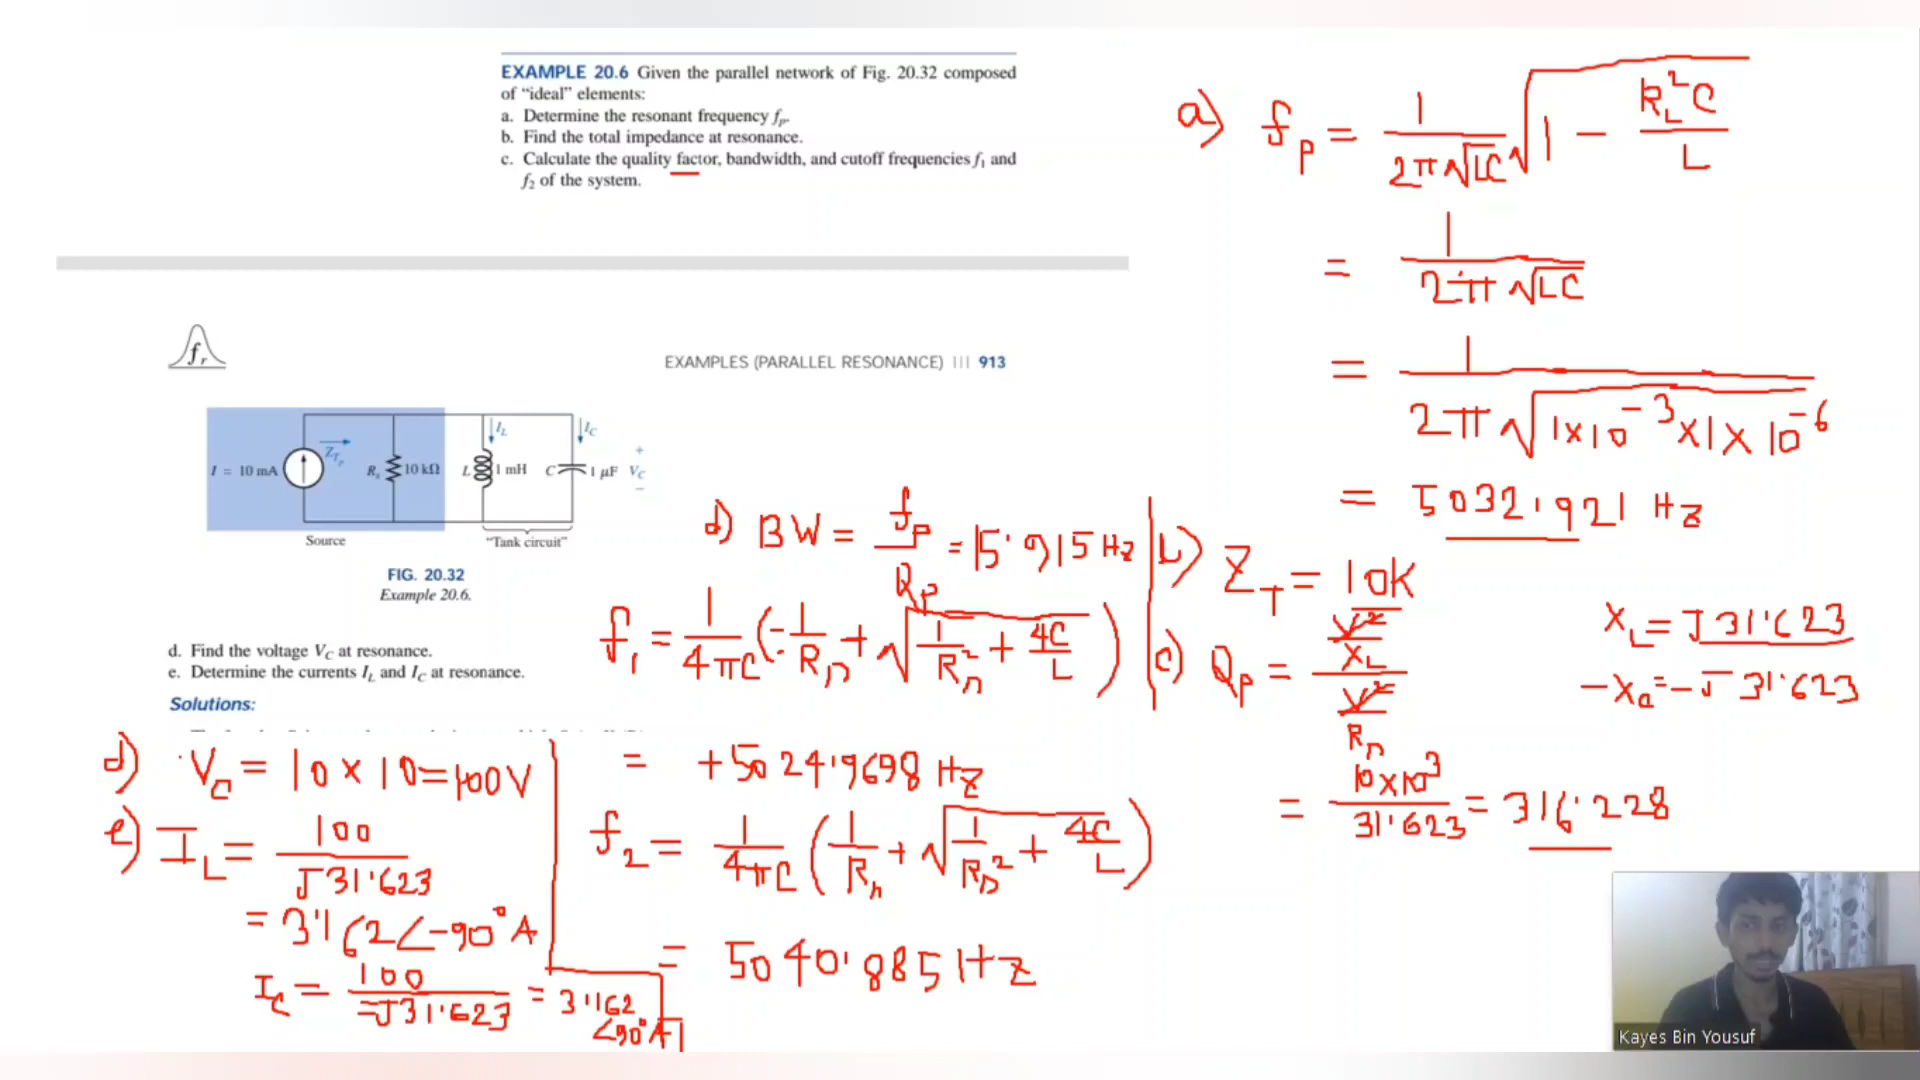 EXAMPLE 20.6 Given the parallel network of Fig. 20.32 composed
of “ideal” elements:
a. Determine the resonant frequency fp.
b. Find the total impedance at resonance.
c. Calculate the quality factor, bandwidth, and cutoff frequencies f1 and
f2 of the system.
fr
EXAMPLES (PARALLEL RESONANCE) ||| 913
I = 10 mA
ZTp
Rs 10 kΩ
IL
L 1 mH
IC
C 1 μF
+
VC
−
Source
“Tank circuit”
FIG. 20.32
Example 20.6.
d. Find the voltage VC at resonance.
e. Determine the currents IL and IC at resonance.
Solutions:
a) fp = 1/(2π√LC) √(1 − RL²C/L)
= 1/(2π√LC)
= 1/(2π√(1×10⁻³×1×10⁻⁶))
= 5032.921 Hz
b) ZT = 10K
c) Qp = (V²/XL)/(V²/Rp)
XL = J31.623
−Xc = −J31.623
= 10×10³/31.623 = 316.228
d) BW = fp/Qp = 15.915 Hz
f1 = 1/(4πC) (−1/Rp + √(1/Rp² + 4C/L))
= +5024.9698 Hz
f2 = 1/(4πC) (1/Rp + √(1/Rp² + 4C/L))
= 5040.885 Hz
d) VC = 10 × 10 = 100V
e) IL = 100/J31.623
= 3.162∠−90° A
IC = 100/−J31.623 = 3.162
∠90° A
Kayes Bin Yousuf